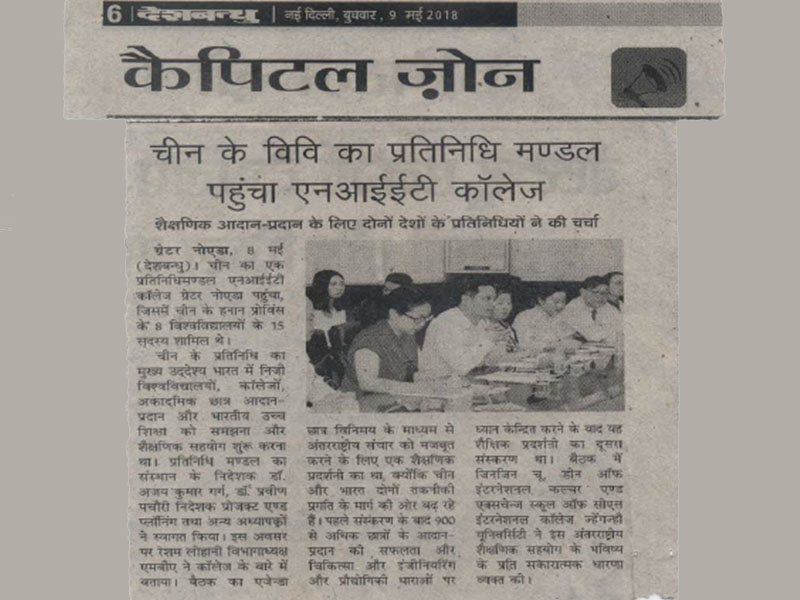 6 देशबन्धु नई दिल्ली, बुधवार, 9 मई 2018
कैपिटल ज़ोन
चीन के विवि का प्रतिनिधि मण्डल
पहुंचा एनआईईटी कॉलेज
शैक्षणिक आदान-प्रदान के लिए दोनों देशों के प्रतिनिधियों ने की चर्चा
ग्रेटर नोएडा, 8 मई
(देशबन्धु)। चीन का एक
प्रतिनिधिमण्डल एनआईईटी
कॉलेज ग्रेटर नोएडा पहुंचा,
जिसमें चीन के हनान प्रोविंस
के 8 विश्वविद्यालयों के 15
सदस्य शामिल थे।
चीन के प्रतिनिधि का
मुख्य उद्देश्य भारत में निजी
विश्वविद्यालयों, कॉलेजों,
अकादमिक छात्र आदान-
प्रदान और भारतीय उच्च
शिक्षा को समझना और
शैक्षणिक सहयोग शुरू करना
था। प्रतिनिधि मण्डल का
संस्थान के निदेशक डॉ.
अजय कुमार गर्ग, डॉ. प्रवीण
पचौरी निदेशक प्रोजक्ट एण्ड
प्लॉनिंग तथा अन्य अध्यापकों
ने स्वागत किया। इस अवसर
पर रेशम लोहानी विभागाध्यक्ष
एमबीए ने कॉलेज के बारे में
बताया। बैठक का एजेन्डा
छात्र विनिमय के माध्यम से
अंतरराष्ट्रीय संचार को मजबूत
करने के लिए एक शैक्षणिक
प्रदर्शनी का था, क्योंकि चीन
और भारत दोनों तकनीकी
प्रगति के मार्ग की ओर बढ़ रहे
हैं। पहले संस्करण के बाद 900
से अधिक छात्रों के आदान-
प्रदान की सफलता और
चिकित्सा और इंजीनियरिंग
और प्रौद्योगिकी धाराओं पर
ध्यान केन्द्रित करने के बाद यह
शैक्षिक प्रदर्शनी का दूसरा
संस्करण था। बैठक में
जिनजिन चू, डीन ऑफ
इंटरनेशनल, कल्चर एण्ड
एक्सचेन्ज स्कूल ऑफ सीएस
इंटरनेशनल कॉलेज
यूनिवर्सिटी ने इस अंतरराष्ट्रीय
शैक्षणिक सहयोग के भविष्य
के प्रति सकारात्मक धारणा
व्यक्त की।